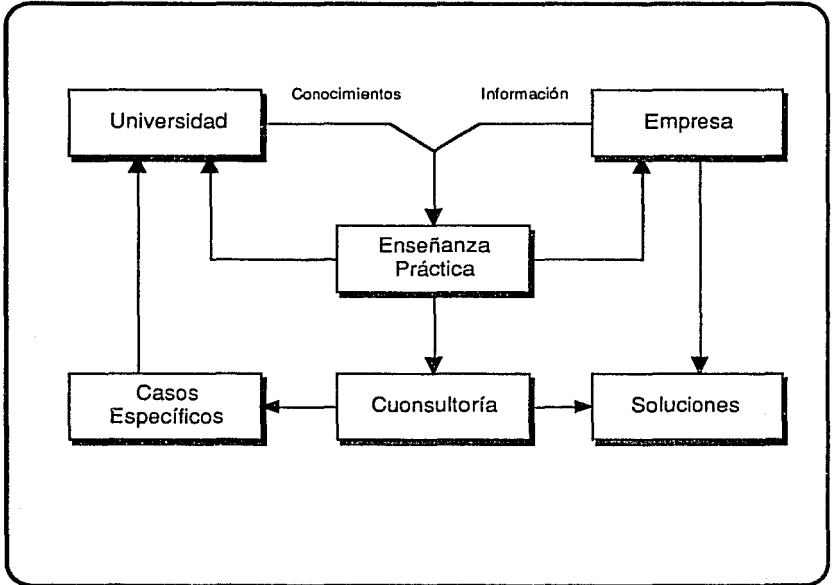 Conocimientos
Información
Universidad
Empresa
Enseñanza
Práctica
Casos
Específicos
Cuonsultoría
Soluciones